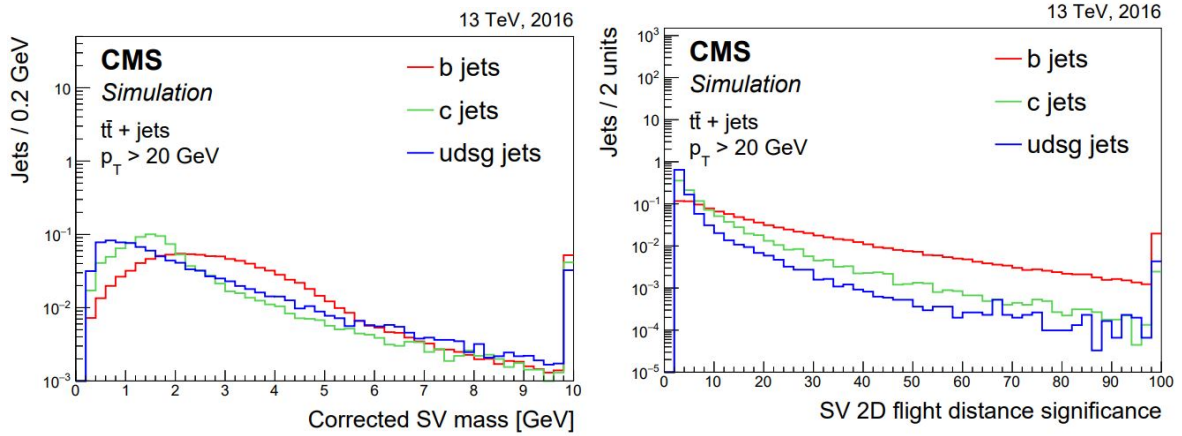 13 TeV, 2016
CMS
Simulation
tt̄ + jets
p_T > 20 GeV
b jets
c jets
udsg jets
Jets / 0.2 GeV
10
1
10⁻¹
10⁻²
10⁻³
0 1 2 3 4 5 6 7 8 9 10
Corrected SV mass [GeV]
13 TeV, 2016
CMS
Simulation
tt̄ + jets
p_T > 20 GeV
b jets
c jets
udsg jets
Jets / 2 units
10³
10²
10
1
10⁻¹
10⁻²
10⁻³
10⁻⁴
10⁻⁵
0 10 20 30 40 50 60 70 80 90 100
SV 2D flight distance significance